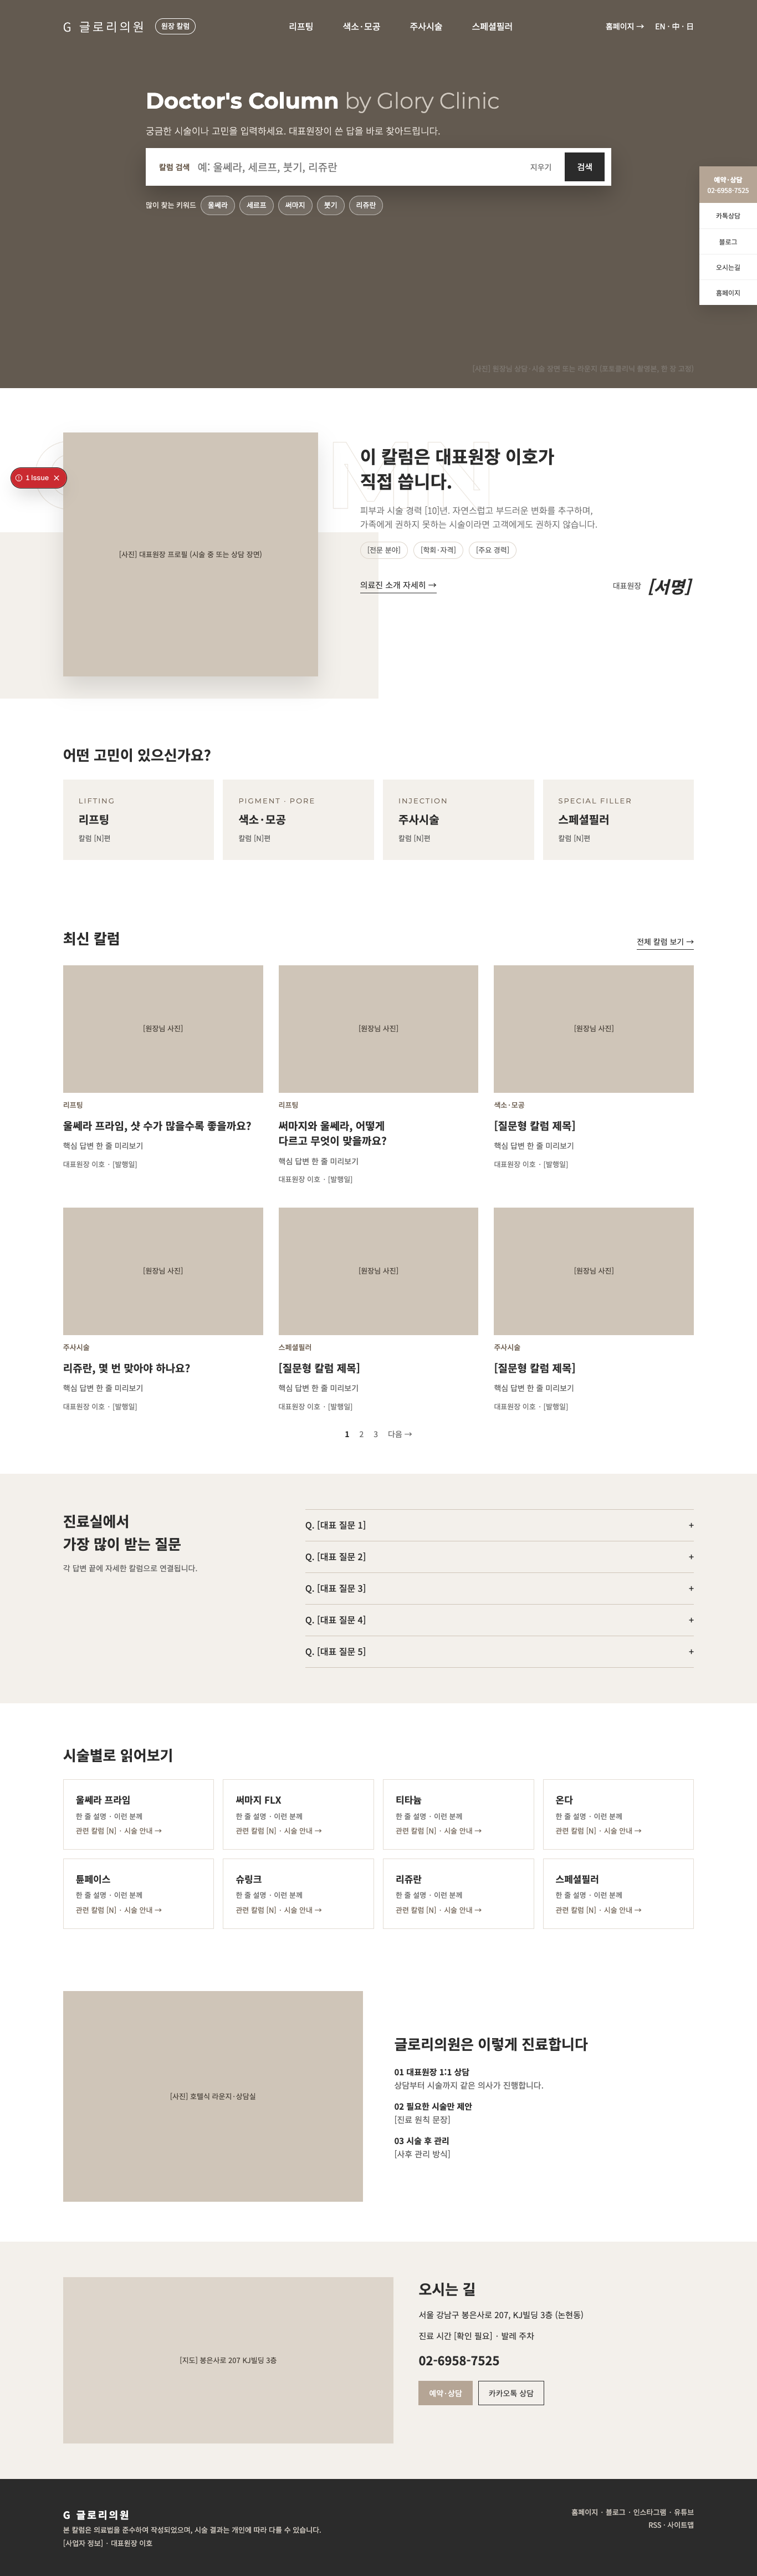 G 글로리의원
원장 칼럼
리프팅
색소·모공
주사시술
스페셜필러
홈페이지 →
EN · 中 · 日
Doctor's Column by Glory Clinic
궁금한 시술이나 고민을 입력하세요. 대표원장이 쓴 답을 바로 찾아드립니다.
칼럼 검색
예: 울쎄라, 세르프, 붓기, 리쥬란
지우기
검색
많이 찾는 키워드
울쎄라
세르프
써마지
붓기
리쥬란
예약·상담
02-6958-7525
카톡상담
블로그
오시는길
홈페이지
1 Issue
[사진] 대표원장 프로필 (시술 중 또는 상담 장면)
이 칼럼은 대표원장 이호가
직접 씁니다.
피부과 시술 경력 [10]년. 자연스럽고 부드러운 변화를 추구하며,
가족에게 권하지 못하는 시술이라면 고객에게도 권하지 않습니다.
[전문 분야]
[학회·자격]
[주요 경력]
의료진 소개 자세히 →
대표원장
[서명]
어떤 고민이 있으신가요?
LIFTING
리프팅
칼럼 [N]편
PIGMENT · PORE
색소·모공
칼럼 [N]편
INJECTION
주사시술
칼럼 [N]편
SPECIAL FILLER
스페셜필러
칼럼 [N]편
최신 칼럼
전체 칼럼 보기 →
[원장님 사진]
리프팅
울쎄라 프라임, 샷 수가 많을수록 좋을까요?
핵심 답변 한 줄 미리보기
대표원장 이호 · [발행일]
[원장님 사진]
리프팅
써마지와 울쎄라, 어떻게
다르고 무엇이 맞을까요?
핵심 답변 한 줄 미리보기
대표원장 이호 · [발행일]
[원장님 사진]
색소·모공
[질문형 칼럼 제목]
핵심 답변 한 줄 미리보기
대표원장 이호 · [발행일]
[원장님 사진]
주사시술
리쥬란, 몇 번 맞아야 하나요?
핵심 답변 한 줄 미리보기
대표원장 이호 · [발행일]
[원장님 사진]
스페셜필러
[질문형 칼럼 제목]
핵심 답변 한 줄 미리보기
대표원장 이호 · [발행일]
[원장님 사진]
주사시술
[질문형 칼럼 제목]
핵심 답변 한 줄 미리보기
대표원장 이호 · [발행일]
1 2 3 다음 →
진료실에서
가장 많이 받는 질문
각 답변 끝에 자세한 칼럼으로 연결됩니다.
Q. [대표 질문 1] +
Q. [대표 질문 2] +
Q. [대표 질문 3] +
Q. [대표 질문 4] +
Q. [대표 질문 5] +
시술별로 읽어보기
울쎄라 프라임
한 줄 설명 · 이런 분께
관련 칼럼 [N] · 시술 안내 →
써마지 FLX
한 줄 설명 · 이런 분께
관련 칼럼 [N] · 시술 안내 →
티타늄
한 줄 설명 · 이런 분께
관련 칼럼 [N] · 시술 안내 →
온다
한 줄 설명 · 이런 분께
관련 칼럼 [N] · 시술 안내 →
튠페이스
한 줄 설명 · 이런 분께
관련 칼럼 [N] · 시술 안내 →
슈링크
한 줄 설명 · 이런 분께
관련 칼럼 [N] · 시술 안내 →
리쥬란
한 줄 설명 · 이런 분께
관련 칼럼 [N] · 시술 안내 →
스페셜필러
한 줄 설명 · 이런 분께
관련 칼럼 [N] · 시술 안내 →
[사진] 호텔식 라운지·상담실
글로리의원은 이렇게 진료합니다
01 대표원장 1:1 상담
상담부터 시술까지 같은 의사가 진행합니다.
02 필요한 시술만 제안
[진료 원칙 문장]
03 시술 후 관리
[사후 관리 방식]
[지도] 봉은사로 207 KJ빌딩 3층
오시는 길
서울 강남구 봉은사로 207, KJ빌딩 3층 (논현동)
진료 시간 [확인 필요] · 발레 주차
02-6958-7525
예약·상담
카카오톡 상담
G 글로리의원
본 칼럼은 의료법을 준수하여 작성되었으며, 시술 결과는 개인에 따라 다를 수 있습니다.
[사업자 정보] · 대표원장 이호
홈페이지 · 블로그 · 인스타그램 · 유튜브
RSS · 사이트맵